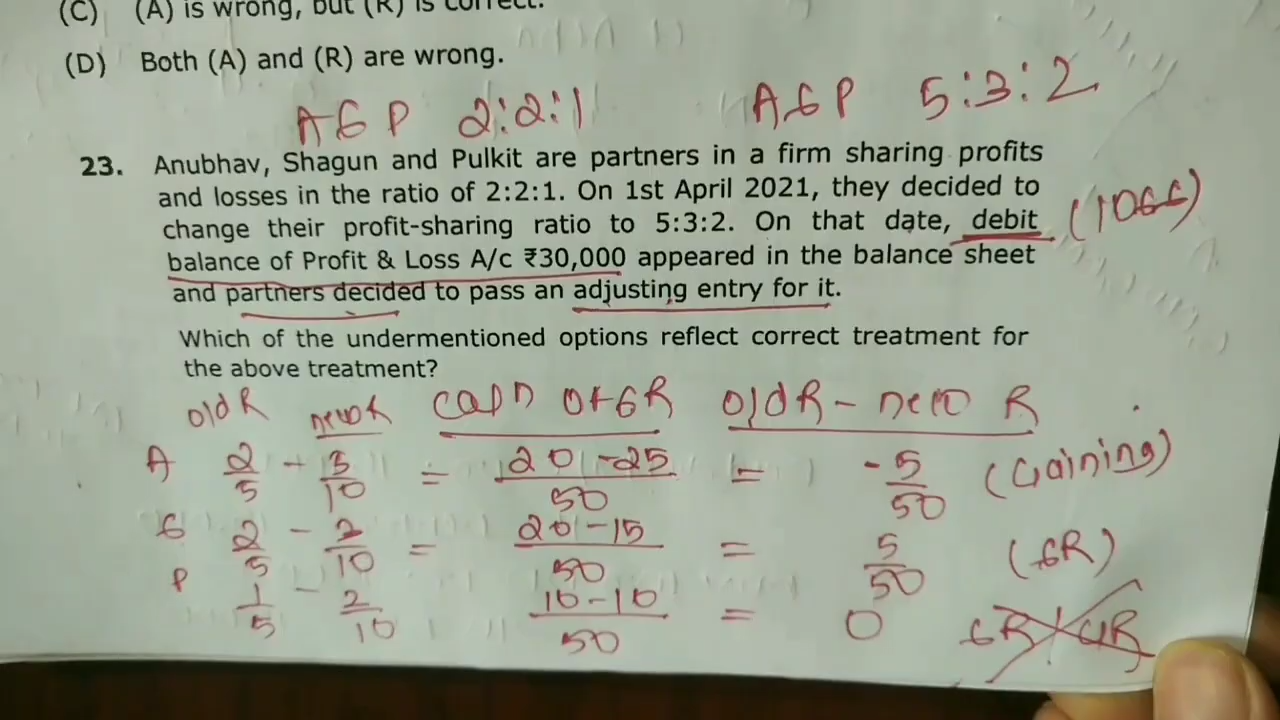 (C) (A) is wrong, but (R) is correct.
(D) Both (A) and (R) are wrong.
A S P 2:2:1 A S P 5:3:2
23. Anubhav, Shagun and Pulkit are partners in a firm sharing profits
and losses in the ratio of 2:2:1. On 1st April 2021, they decided to
change their profit-sharing ratio to 5:3:2. On that date, debit (loss)
balance of Profit & Loss A/c ₹30,000 appeared in the balance sheet
and partners decided to pass an adjusting entry for it.
Which of the undermentioned options reflect correct treatment for
the above treatment?
old R new R caln of SR old R - new R
A 2/5 - 5/10 = 20-25/50 = -5/50 (Gaining)
S 2/5 - 3/10 = 20-15/50 = 5/50 (SR)
P 1/5 - 2/10 = 10-10/50 = 0 SR/GR